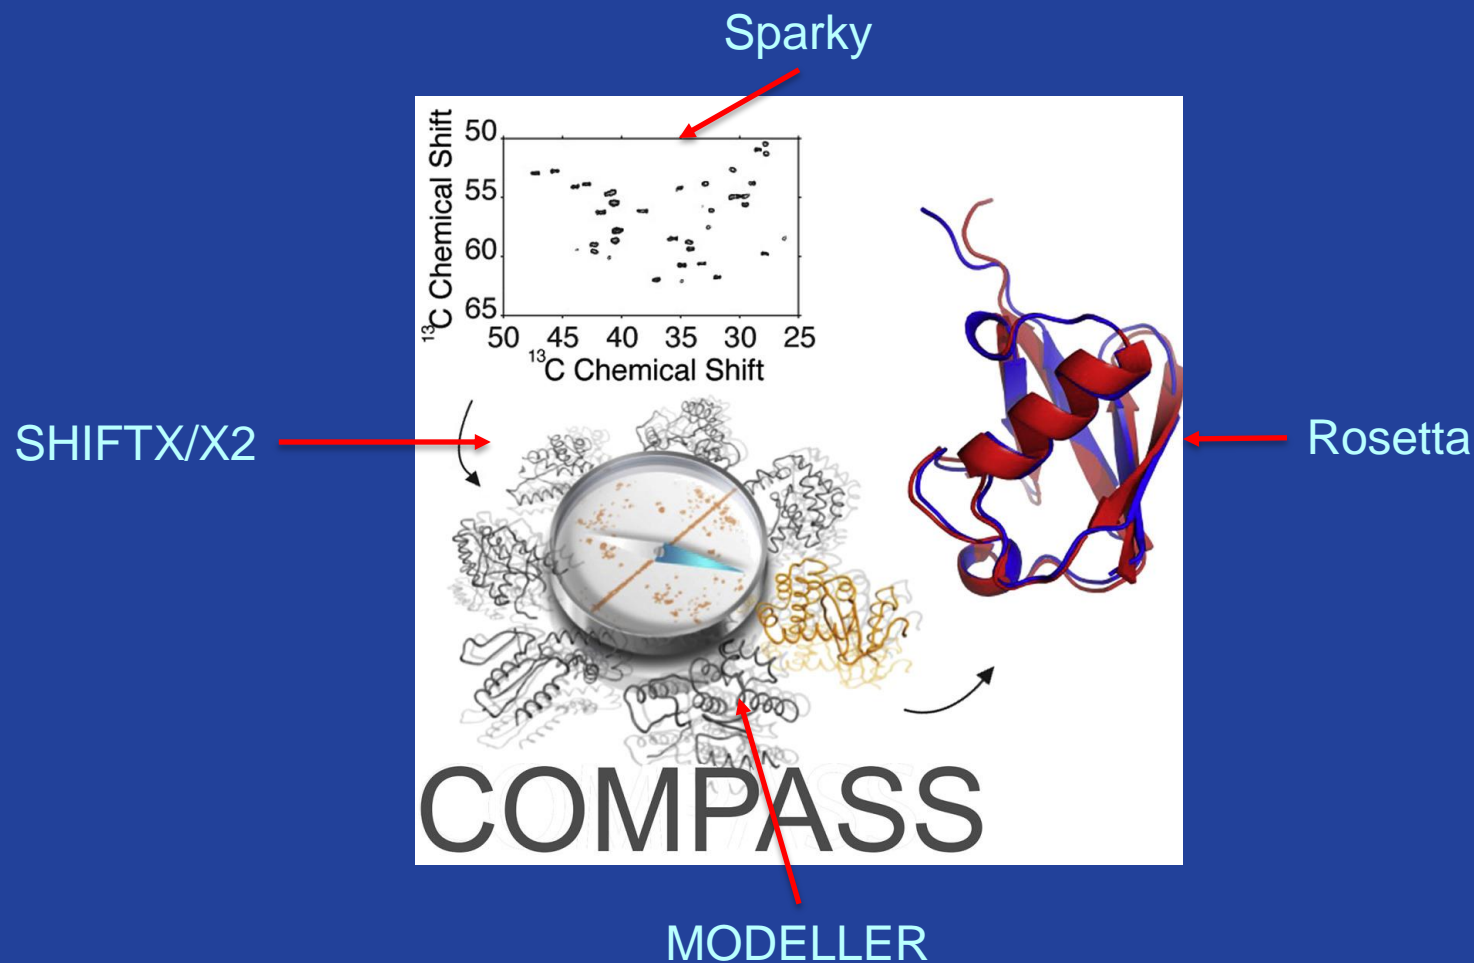 Sparky
50
55
60
65
13C Chemical Shift
50 45 40 35 30 25
13C Chemical Shift
SHIFTX/X2
Rosetta
COMPASS
MODELLER